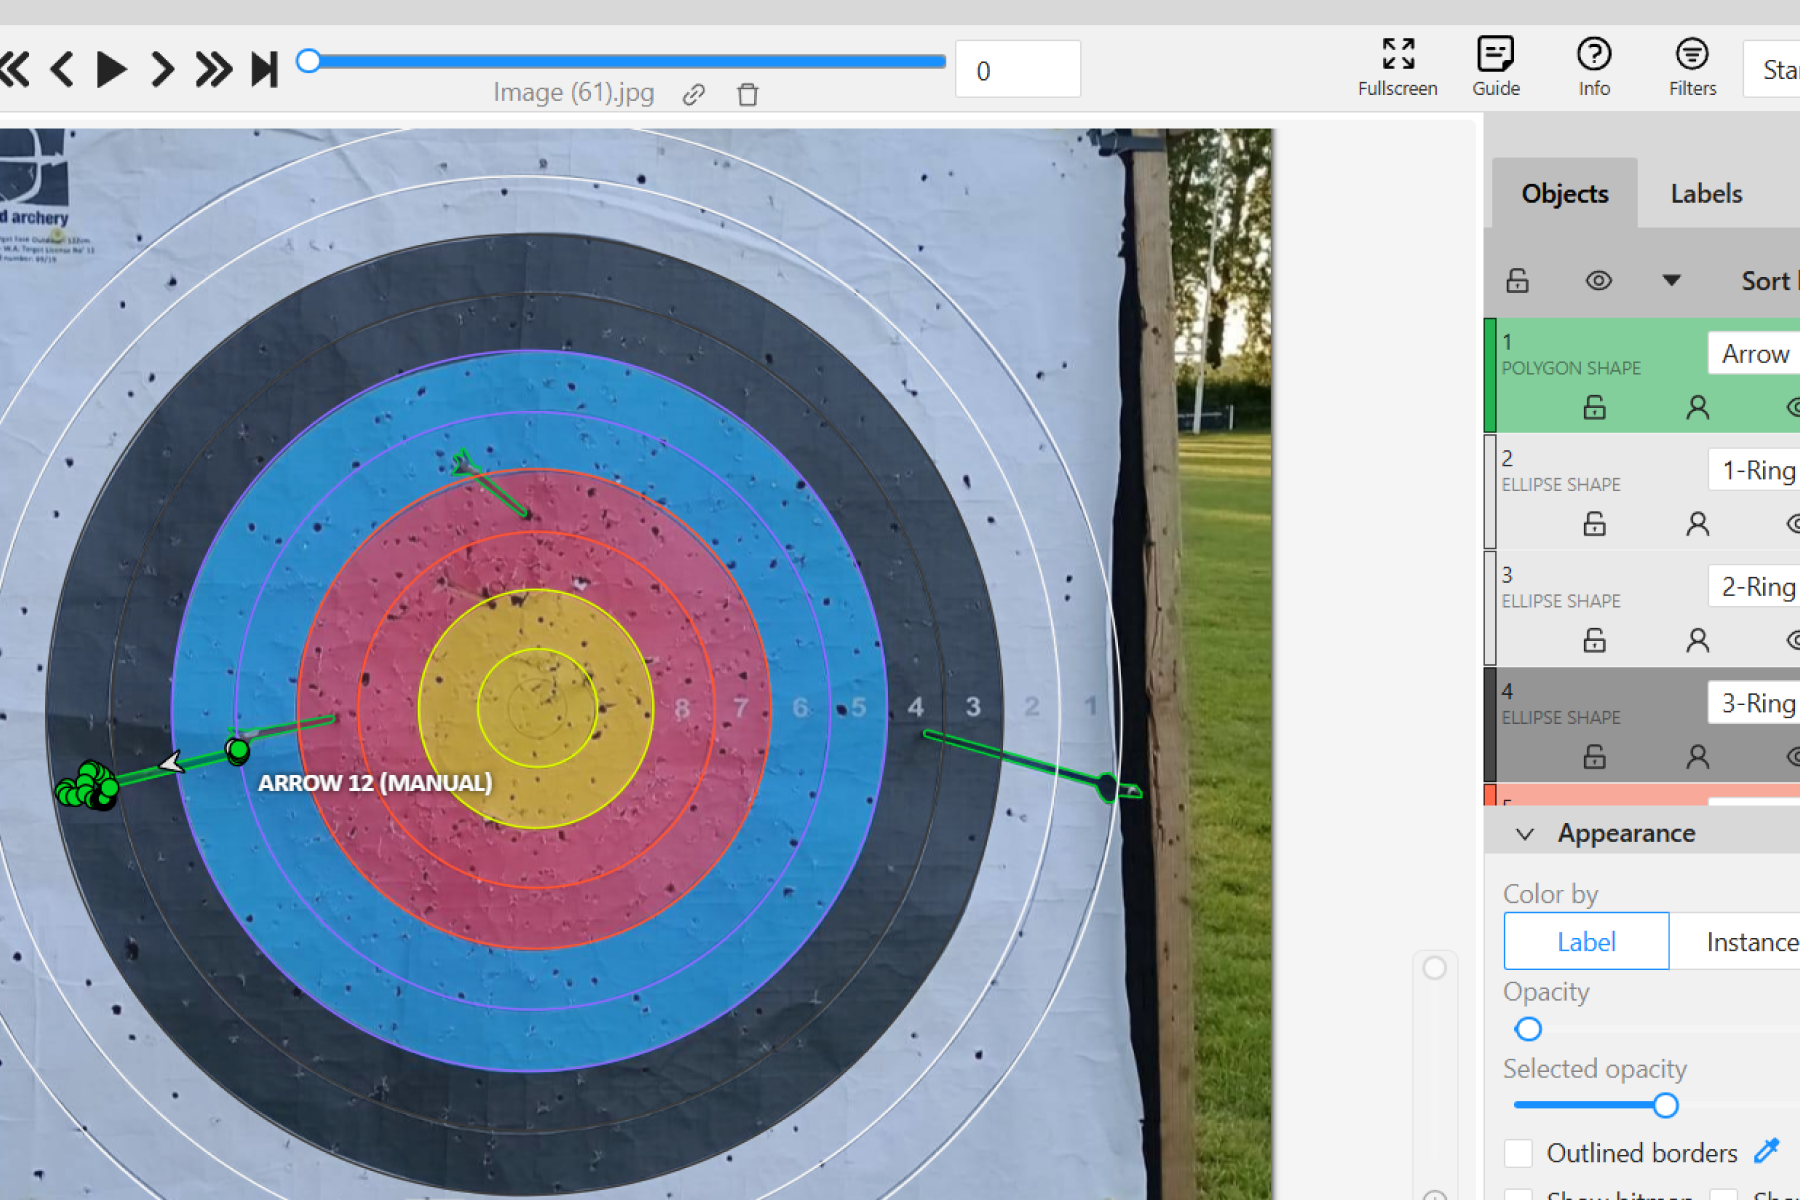 0
Image (61).jpg
Fullscreen
Guide
Info
Filters
Sta
d archery
Objects
Labels
Sort
1
POLYGON SHAPE
Arrow
2
ELLIPSE SHAPE
1-Ring
3
ELLIPSE SHAPE
2-Ring
4
ELLIPSE SHAPE
3-Ring
8 7 6 5 4 3 2 1
ARROW 12 (MANUAL)
Appearance
Color by
Label
Instance
Opacity
Selected opacity
Outlined borders